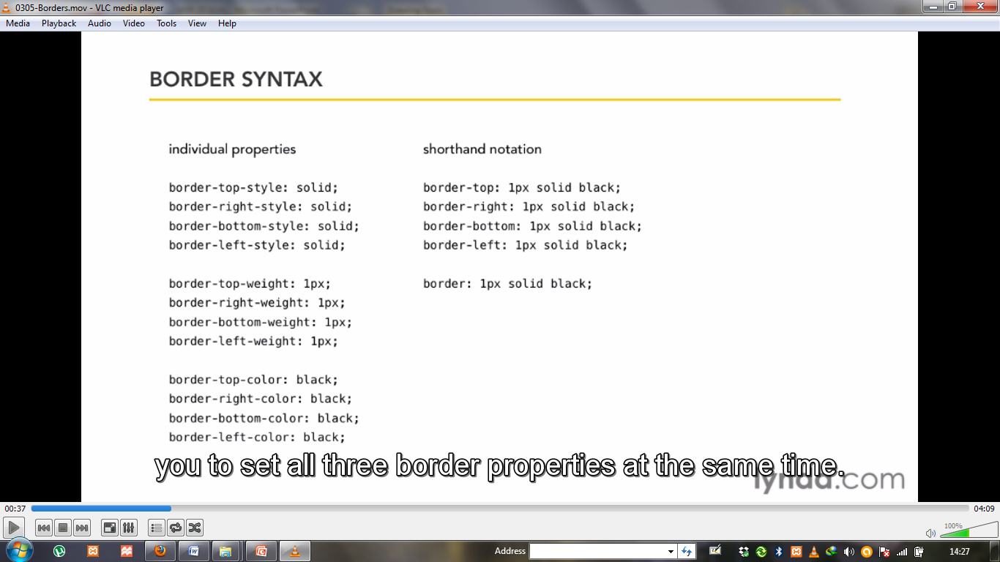 0305-Borders.mov - VLC media player
Media Playback Audio Video Tools View Help
BORDER SYNTAX
individual properties
border-top-style: solid;
border-right-style: solid;
border-bottom-style: solid;
border-left-style: solid;
border-top-weight: 1px;
border-right-weight: 1px;
border-bottom-weight: 1px;
border-left-weight: 1px;
border-top-color: black;
border-right-color: black;
border-bottom-color: black;
border-left-color: black;
shorthand notation
border-top: 1px solid black;
border-right: 1px solid black;
border-bottom: 1px solid black;
border-left: 1px solid black;
border: 1px solid black;
you to set all three border properties at the same time.
lynda.com
00:37
04:09
100%
Address
14:27